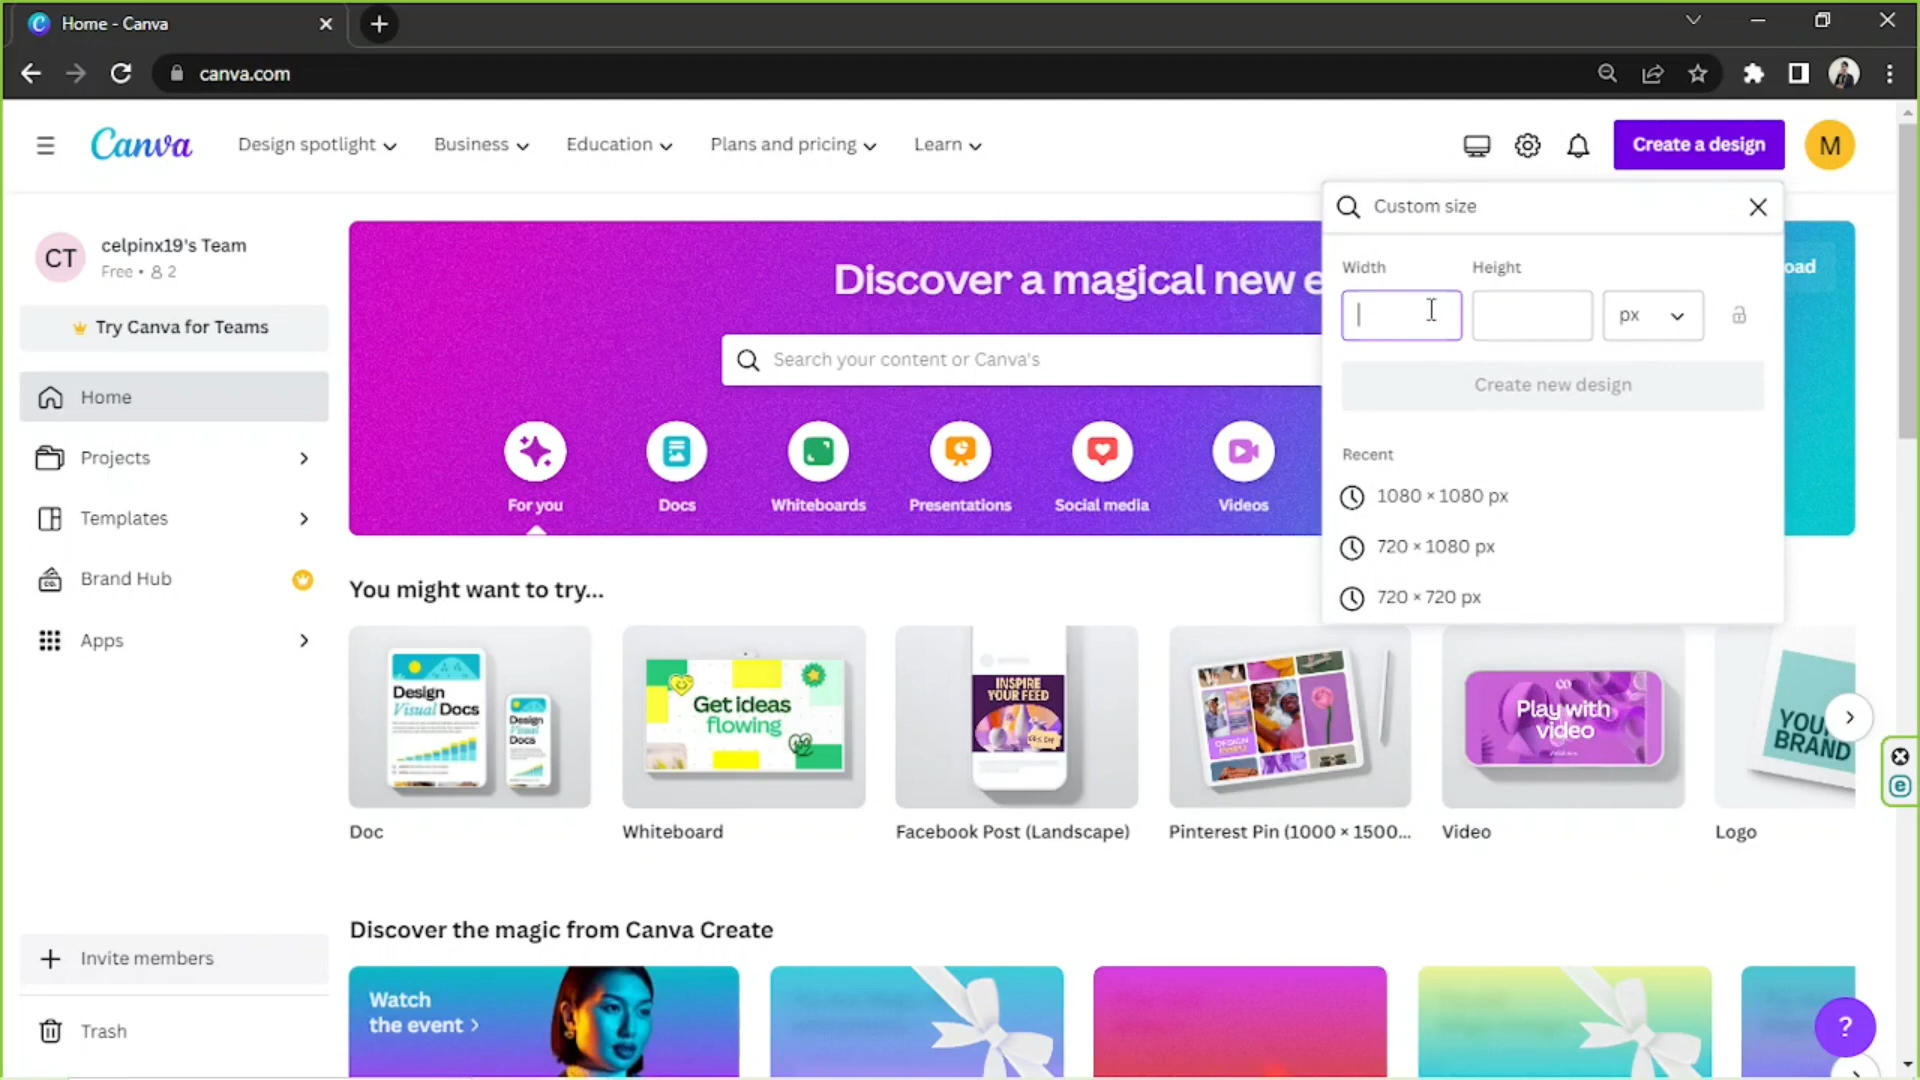 Home - Canva
canva.com
Canva
Design spotlight
Business
Education
Plans and pricing
Learn
Create a design
M
CT
celpinx19's Team
Free • 2
Try Canva for Teams
Home
Projects
Templates
Brand Hub
Apps
Invite members
Trash
Discover a magical new e
oad
Search your content or Canva's
For you
Docs
Whiteboards
Presentations
Social media
Videos
Custom size
Width
Height
px
Create new design
Recent
1080 × 1080 px
720 × 1080 px
720 × 720 px
You might want to try...
Design
Visual Docs
Design
Visual
Docs
Get ideas
flowing
INSPIRE
YOUR FEED
Play with
video
YOU
BRAND
Doc
Whiteboard
Facebook Post (Landscape)
Pinterest Pin (1000 × 1500...
Video
Logo
Discover the magic from Canva Create
Watch
the event >
?